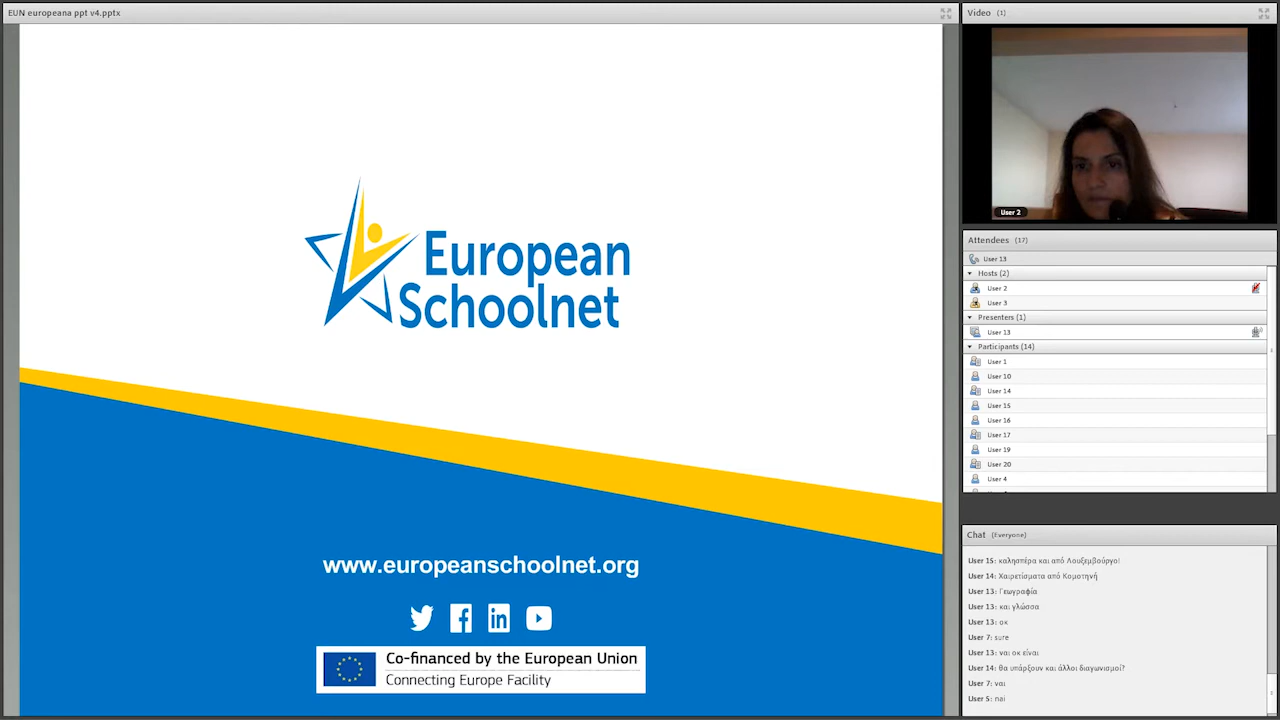 EUN europeana ppt v4.pptx
European
Schoolnet
www.europeanschoolnet.org
Co-financed by the European Union
Connecting Europe Facility
Video (1)
User 2
Attendees (17)
User 13
Hosts (2)
User 2
User 3
Presenters (1)
User 13
Participants (14)
User 1
User 10
User 14
User 15
User 16
User 17
User 19
User 20
User 4
Chat (Everyone)
User 15: καλησπέρα και από Λουξεμβούργο!
User 14: Χαιρετίσματα από Κομοτηνή
User 13: Γεωγραφία
User 13: και γλώσσα
User 13: οκ
User 7: sure
User 13: ναι οκ είναι
User 14: θα υπάρξουν και άλλοι διαγωνισμοί?
User 7: ναι
User 5: nai